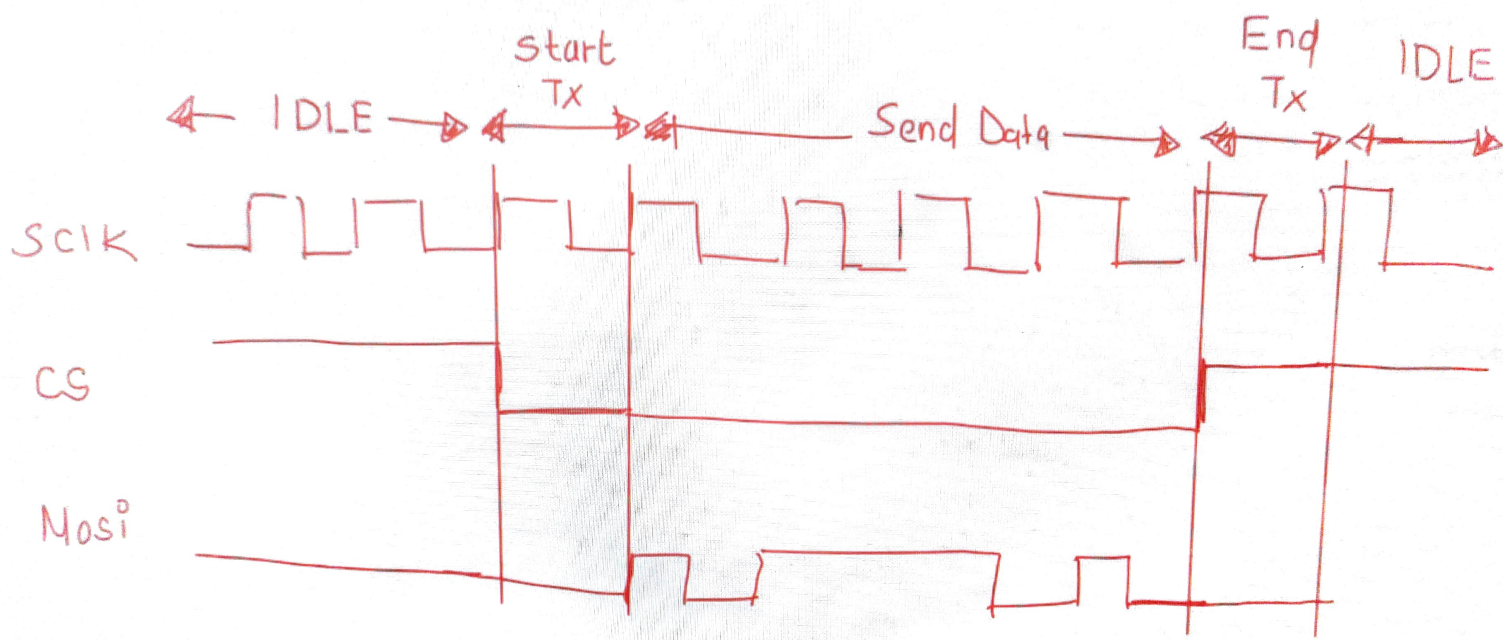 Start
Tx
End
Tx
IDLE
IDLE
Send Data
SClK
CS
Mosi